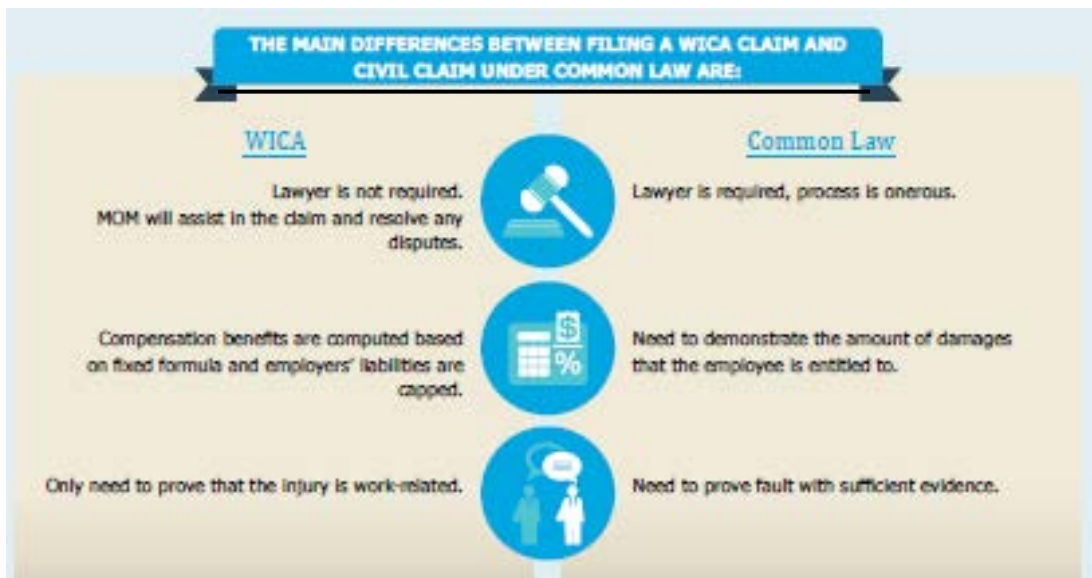 THE MAIN DIFFERENCES BETWEEN FILING A WICA CLAIM AND
CIVIL CLAIM UNDER COMMON LAW ARE:
WICA
Lawyer is not required.
MOM will assist in the claim and resolve any
disputes.
Common Law
Lawyer is required, process is onerous.
Compensation benefits are computed based
on fixed formula and employers' liabilities are
capped.
$
%
Need to demonstrate the amount of damages
that the employee is entitled to.
Only need to prove that the injury is work-related.
Need to prove fault with sufficient evidence.